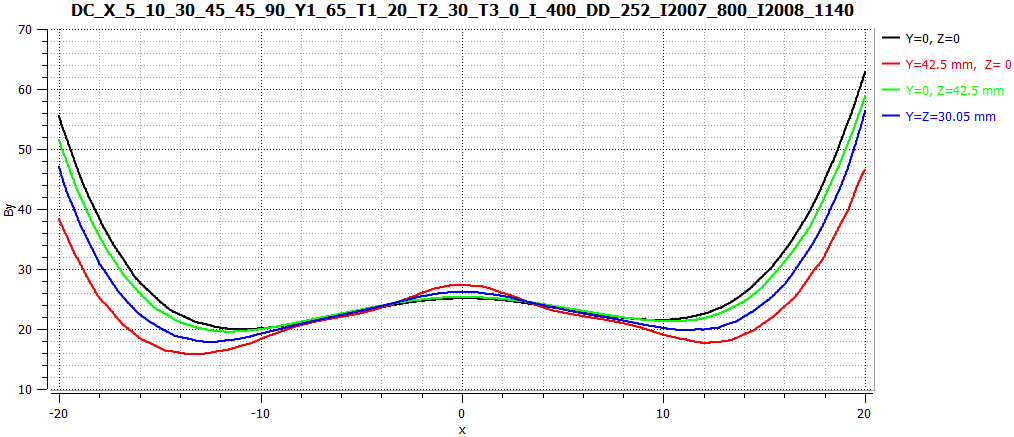 DC_X_5_10_30_45_45_90_Y1_65_T1_20_T2_30_T3_0_I_400_DD_252_I2007_800_I2008_1140
70
60
50
40
30
20
10
By
-20
-10
0
10
20
x
Y=0, Z=0
Y=42.5 mm, Z= 0
Y=0, Z=42.5 mm
Y=Z=30.05 mm